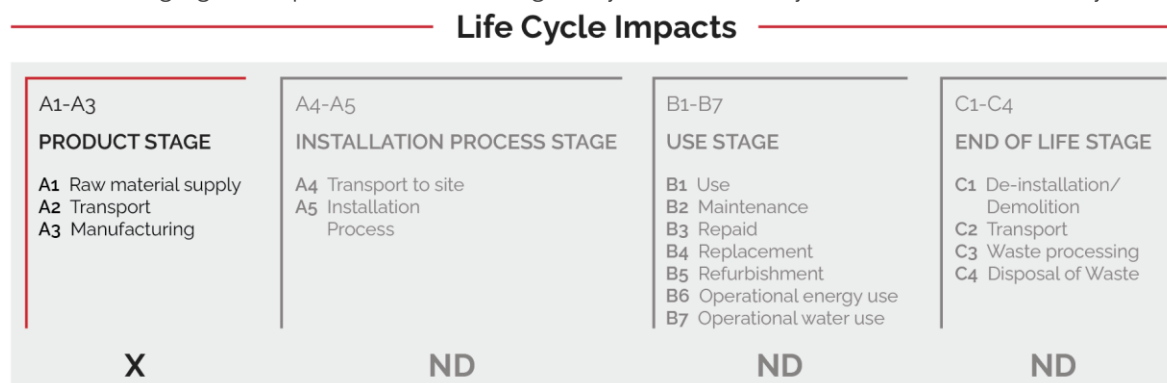 Life Cycle Impacts
A1-A3
PRODUCT STAGE
A1 Raw material supply
A2 Transport
A3 Manufacturing
X
A4-A5
INSTALLATION PROCESS STAGE
A4 Transport to site
A5 Installation
Process
ND
B1-B7
USE STAGE
B1 Use
B2 Maintenance
B3 Repaid
B4 Replacement
B5 Refurbishment
B6 Operational energy use
B7 Operational water use
ND
C1-C4
END OF LIFE STAGE
C1 De-installation/
Demolition
C2 Transport
C3 Waste processing
C4 Disposal of Waste
ND